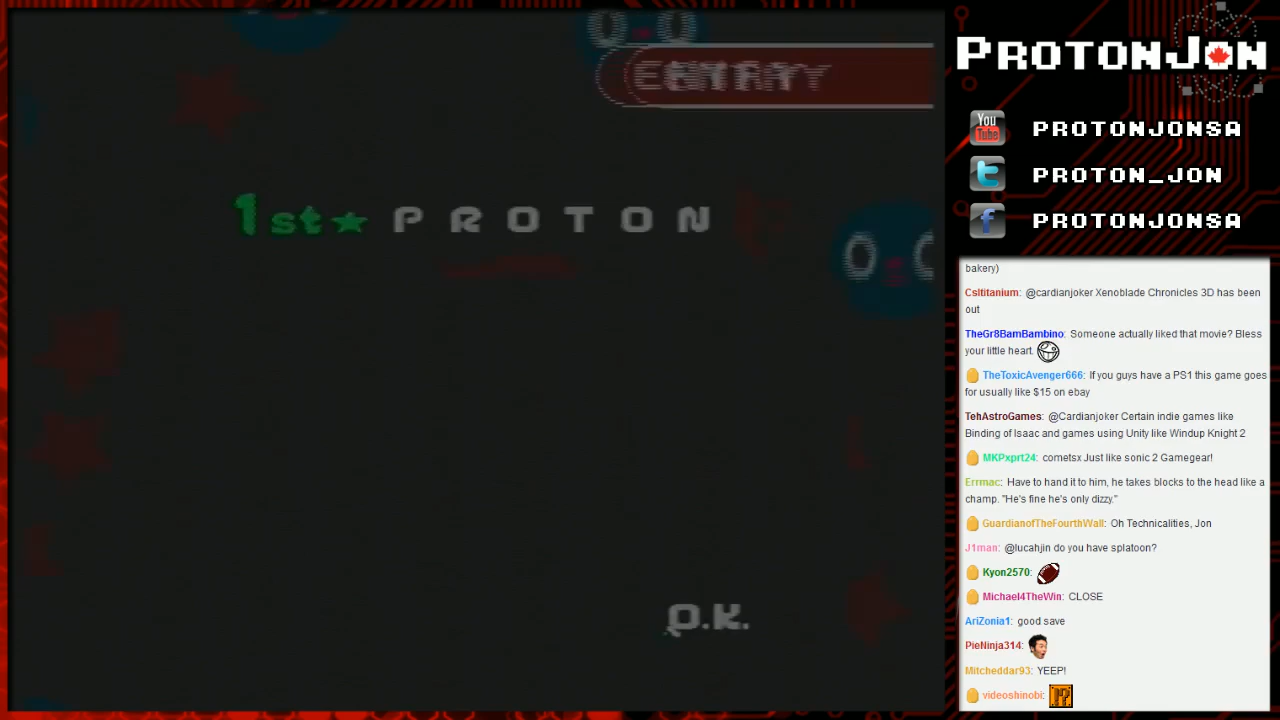 ENTRY
1st★PROTON
O.K.
PROTONJON
You Tube PROTONJONSA
t PROTON_JON
f PROTONJONSA
bakery)
Csltitanium: @cardianjoker Xenoblade Chronicles 3D has been
out
TheGr8BamBambino: Someone actually liked that movie? Bless
your little heart.
TheToxicAvenger666: If you guys have a PS1 this game goes
for usually like $15 on ebay
TehAstroGames: @Cardianjoker Certain indie games like
Binding of Isaac and games using Unity like Windup Knight 2
MKPxprt24: cometsx Just like sonic 2 Gamegear!
Errmac: Have to hand it to him, he takes blocks to the head like a
champ. "He's fine he's only dizzy."
GuardianofTheFourthWall: Oh Technicalities, Jon
J1man: @lucahjin do you have splatoon?
Kyon2570:
Michael4TheWin: CLOSE
AriZonia1: good save
PieNinja314:
Mitcheddar93: YEEP!
videoshinobi: !?